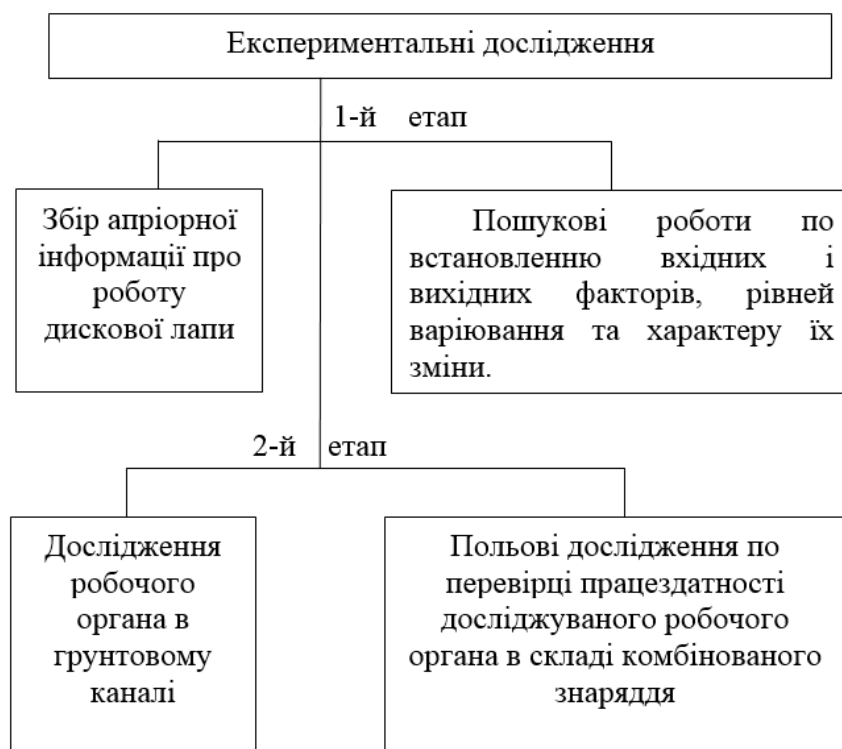 Експериментальні дослідження
1-й етап
Збір апріорної
інформації про
роботу
дискової лапи
Пошукові роботи по
встановленню вхідних і
вихідних факторів, рівней
варіювання та характеру їх
зміни.
2-й етап
Дослідження
робочого
органа в
грунтовому
каналі
Польові дослідження по
перевірці працездатності
досліджуваного робочого
органа в складі комбінованого
знаряддя